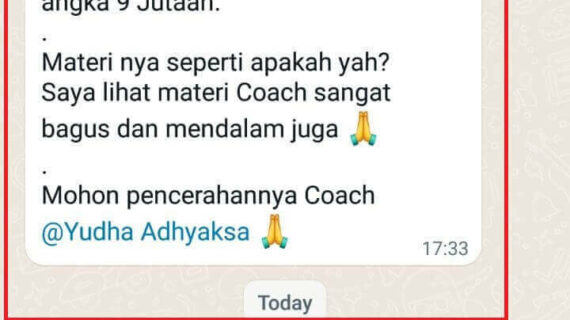 angka 9 Jutaan.
.
Materi nya seperti apakah yah?
Saya lihat materi Coach sangat
bagus dan mendalam juga 🙏
.
Mohon pencerahannya Coach
@Yudha Adhyaksa 🙏
17:33
Today